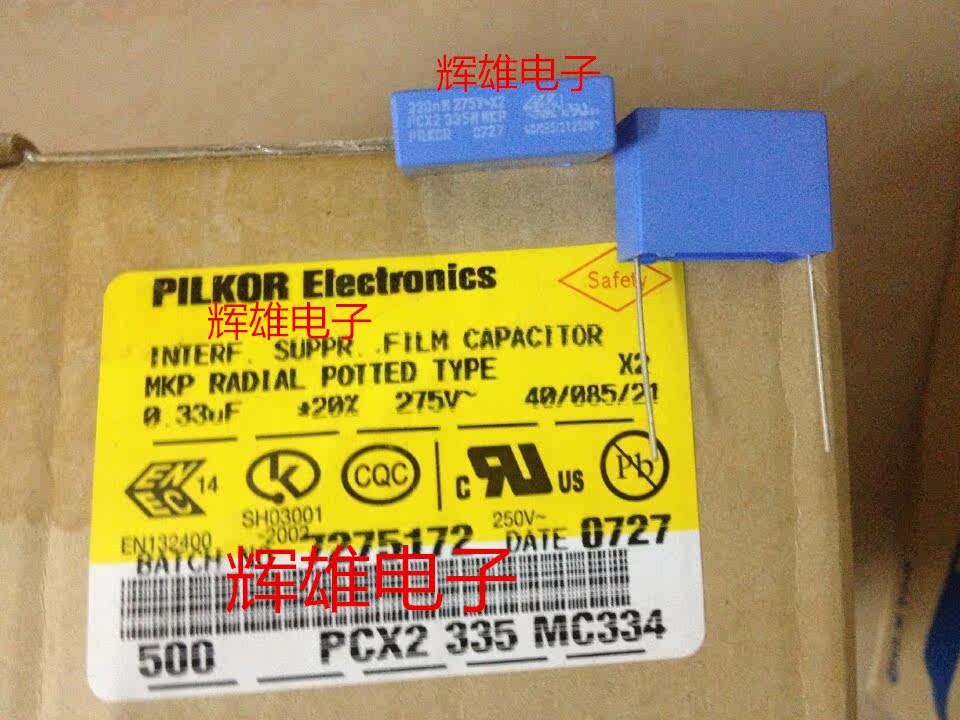 辉雄电子
330nM 275V~X2
PCX2 335M MKP
PILKOR 0727
PILKOR Electronics
Safety
辉雄电子
INTERF. SUPPR. FILM CAPACITOR
MKP RADIAL POTTED TYPE X2
0.33uF ±20% 275V~ 40/085/21
EN EC 14
CQC
c RU US
Pb
EN132400
SH03001
-2002
250V~
BATCH 7275172 DATE 0727
辉雄电子
500 PCX2 335 MC334